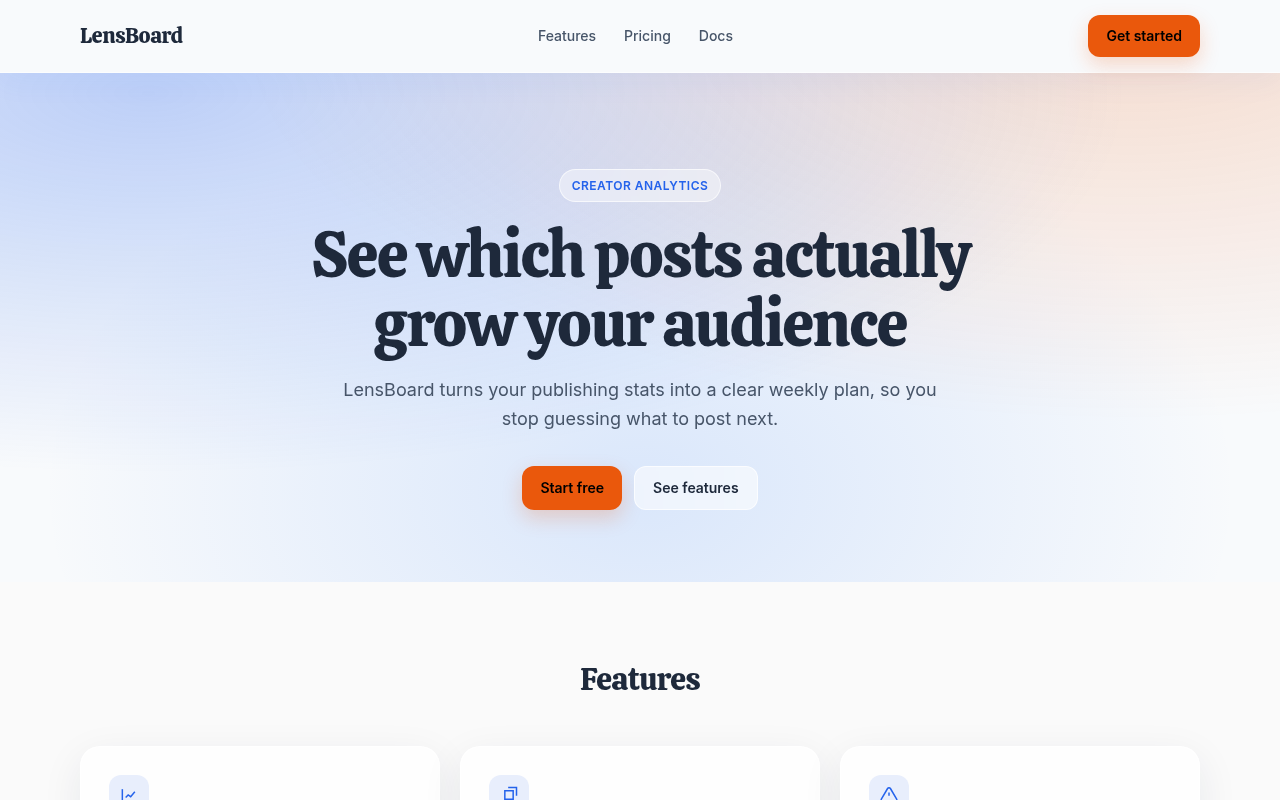 LensBoard
Features
Pricing
Docs
Get started
CREATOR ANALYTICS
See which posts actually
grow your audience
LensBoard turns your publishing stats into a clear weekly plan, so you
stop guessing what to post next.
Start free
See features
Features